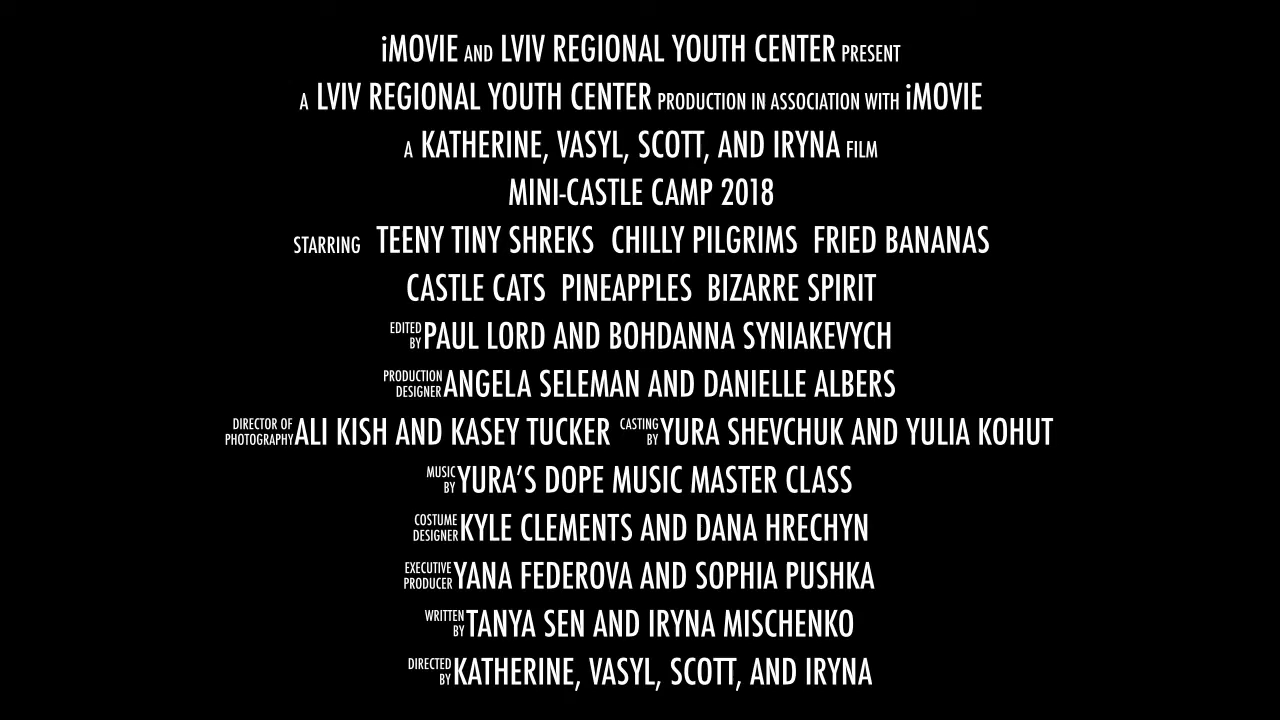 iMOVIE AND LVIV REGIONAL YOUTH CENTER PRESENT
A LVIV REGIONAL YOUTH CENTER PRODUCTION IN ASSOCIATION WITH iMOVIE
A KATHERINE, VASYL, SCOTT, AND IRYNA FILM
MINI-CASTLE CAMP 2018
STARRING TEENY TINY SHREKS CHILLY PILGRIMS FRIED BANANAS
CASTLE CATS PINEAPPLES BIZARRE SPIRIT
EDITED BY PAUL LORD AND BOHDANNA SYNIAKEVYCH
PRODUCTION DESIGNER ANGELA SELEMAN AND DANIELLE ALBERS
DIRECTOR OF PHOTOGRAPHY ALI KISH AND KASEY TUCKER CASTING BY YURA SHEVCHUK AND YULIA KOHUT
MUSIC BY YURA’S DOPE MUSIC MASTER CLASS
COSTUME DESIGNER KYLE CLEMENTS AND DANA HRECHYN
EXECUTIVE PRODUCER YANA FEDEROVA AND SOPHIA PUSHKA
WRITTEN BY TANYA SEN AND IRYNA MISCHENKO
DIRECTED BY KATHERINE, VASYL, SCOTT, AND IRYNA